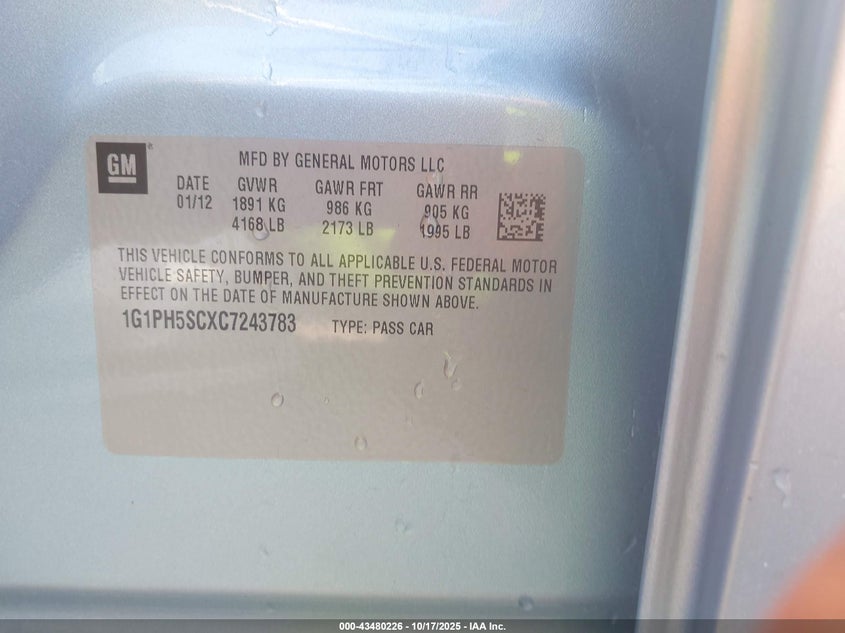 GM
MFD BY GENERAL MOTORS LLC
DATE GVWR GAWR FRT GAWR RR
01/12 1891 KG 986 KG 905 KG
4168 LB 2173 LB 1995 LB
THIS VEHICLE CONFORMS TO ALL APPLICABLE U.S. FEDERAL MOTOR
VEHICLE SAFETY, BUMPER, AND THEFT PREVENTION STANDARDS IN
EFFECT ON THE DATE OF MANUFACTURE SHOWN ABOVE.
1G1PH5SCXC7243783 TYPE: PASS CAR
000-43480226 - 10/17/2025 - IAA Inc.